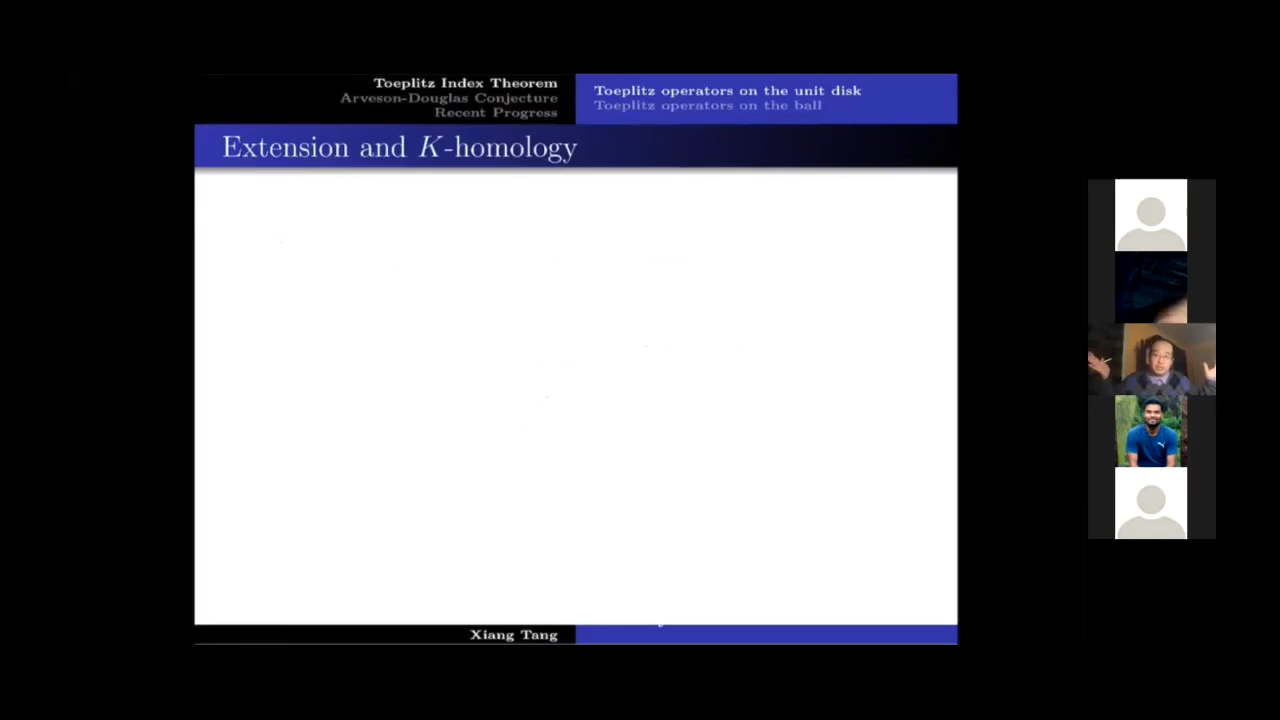 Toeplitz Index Theorem
Arveson-Douglas Conjecture
Recent Progress
Toeplitz operators on the unit disk
Toeplitz operators on the ball
Extension and K-homology
Xiang Tang